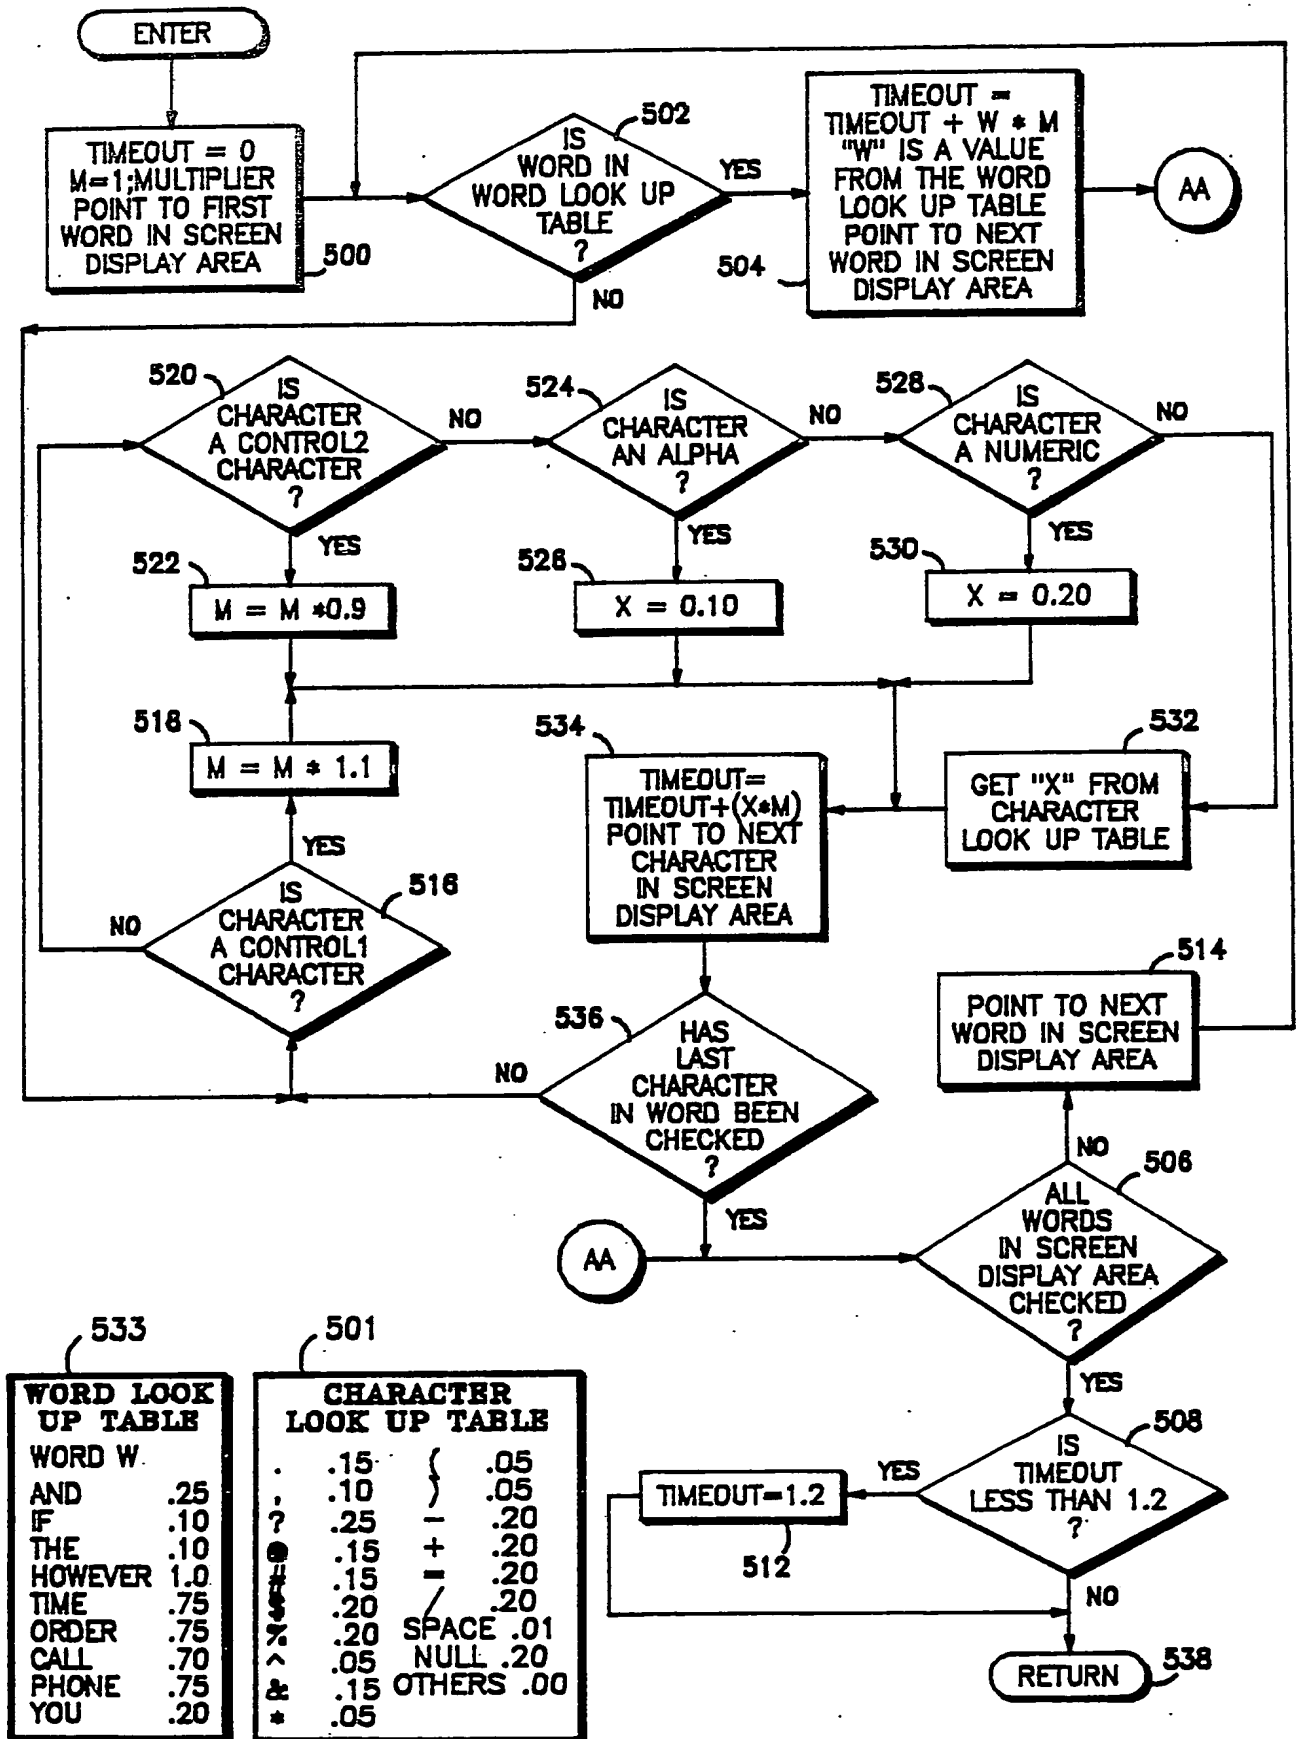 ENTER
TIMEOUT = 0
M=1;MULTIPLIER
POINT TO FIRST
WORD IN SCREEN
DISPLAY AREA
500
IS
WORD IN
WORD LOOK UP
TABLE
?
502
YES
NO
TIMEOUT =
TIMEOUT + W * M
"W" IS A VALUE
FROM THE WORD
LOOK UP TABLE
POINT TO NEXT
WORD IN SCREEN
DISPLAY AREA
504
AA
520
IS
CHARACTER
A CONTROL2
CHARACTER
?
NO
YES
524
IS
CHARACTER
AN ALPHA
?
NO
YES
528
IS
CHARACTER
A NUMERIC
?
NO
YES
522
M = M *0.9
526
X = 0.10
530
X = 0.20
518
M = M * 1.1
YES
534
TIMEOUT=
TIMEOUT+(X*M)
POINT TO NEXT
CHARACTER
IN SCREEN
DISPLAY AREA
532
GET "X" FROM
CHARACTER
LOOK UP TABLE
516
IS
CHARACTER
A CONTROL1
CHARACTER
?
NO
536
HAS
LAST
CHARACTER
IN WORD BEEN
CHECKED
?
NO
YES
514
POINT TO NEXT
WORD IN SCREEN
DISPLAY AREA
NO
506
ALL
WORDS
IN SCREEN
DISPLAY AREA
CHECKED
?
YES
AA
508
IS
TIMEOUT
LESS THAN 1.2
?
YES
NO
TIMEOUT=1.2
512
RETURN
538
533
WORD LOOK
UP TABLE
WORD W
AND .25
IF .10
THE .10
HOWEVER 1.0
TIME .75
ORDER .75
CALL .70
PHONE .75
YOU .20
501
CHARACTER
LOOK UP TABLE
. .15 ( .05
, .10 ) .05
? .25 - .20
@ .15 + .20
# .15 = .20
$ .20 / .20
% .20 SPACE .01
^ .05 NULL .20
& .15 OTHERS .00
* .05